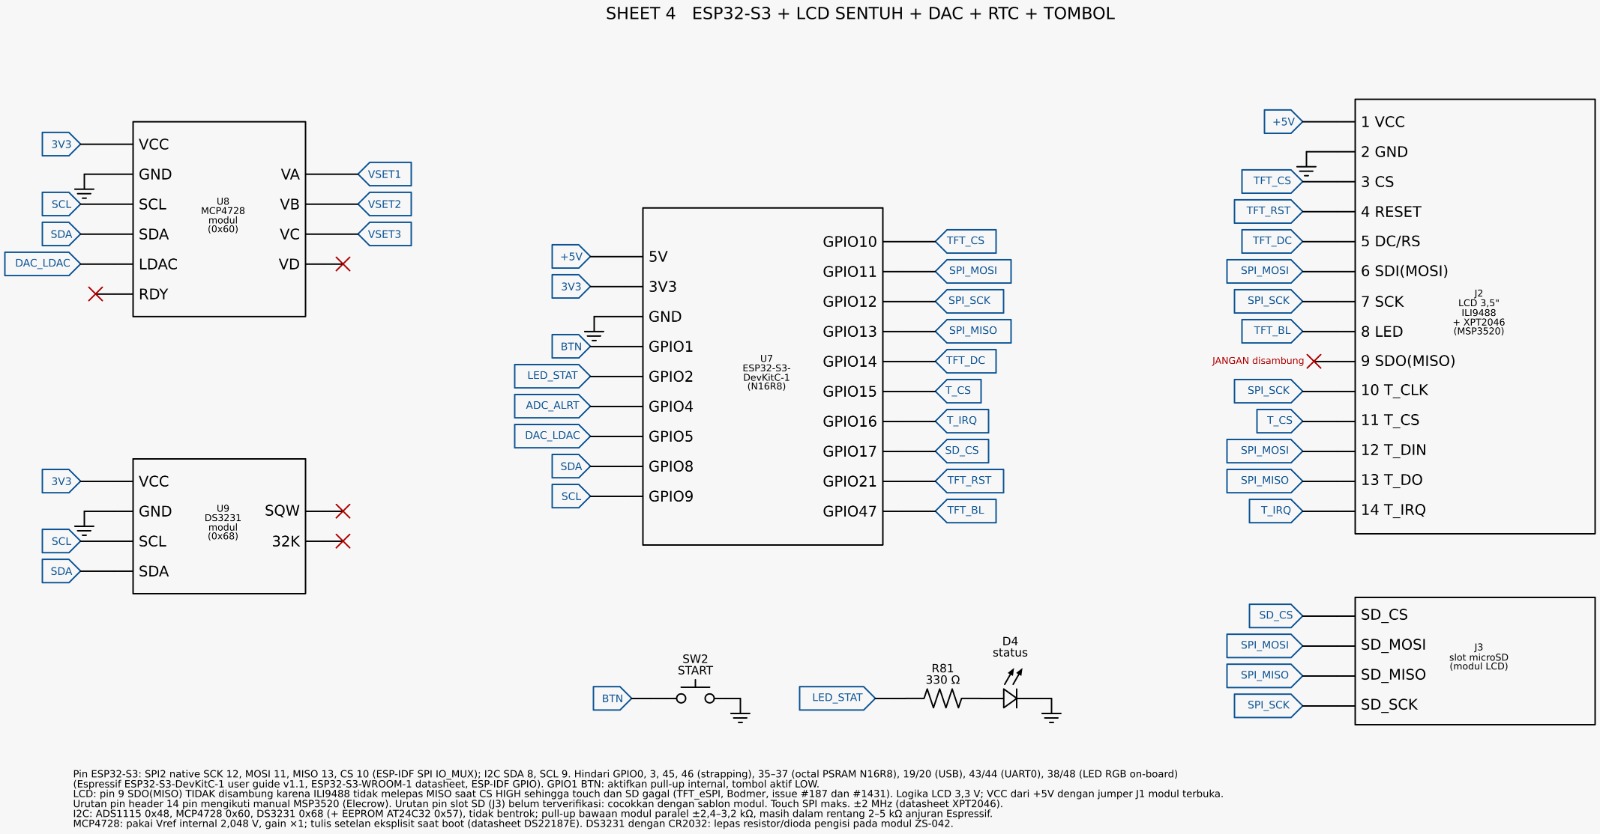 SHEET 4   ESP32-S3 + LCD SENTUH + DAC + RTC + TOMBOL
3V3
VCC
GND
SCL
SCL
SDA
SDA
DAC_LDAC
LDAC
RDY
U8
MCP4728
modul
(0x60)
VA
VSET1
VB
VSET2
VC
VSET3
VD
3V3
VCC
GND
SCL
SCL
SDA
SDA
U9
DS3231
modul
(0x68)
SQW
32K
+5V
5V
3V3
3V3
GND
BTN
GPIO1
LED_STAT
GPIO2
ADC_ALRT
GPIO4
DAC_LDAC
GPIO5
SDA
GPIO8
SCL
GPIO9
U7
ESP32-S3-
DevKitC-1
(N16R8)
GPIO10
TFT_CS
GPIO11
SPI_MOSI
GPIO12
SPI_SCK
GPIO13
SPI_MISO
GPIO14
TFT_DC
GPIO15
T_CS
GPIO16
T_IRQ
GPIO17
SD_CS
GPIO21
TFT_RST
GPIO47
TFT_BL
+5V
1 VCC
2 GND
TFT_CS
3 CS
TFT_RST
4 RESET
TFT_DC
5 DC/RS
SPI_MOSI
6 SDI(MOSI)
SPI_SCK
7 SCK
TFT_BL
8 LED
JANGAN disambung
9 SDO(MISO)
SPI_SCK
10 T_CLK
T_CS
11 T_CS
SPI_MOSI
12 T_DIN
SPI_MISO
13 T_DO
T_IRQ
14 T_IRQ
J2
LCD 3,5"
ILI9488
+ XPT2046
(MSP3520)
SD_CS
SD_CS
SPI_MOSI
SD_MOSI
SPI_MISO
SD_MISO
SPI_SCK
SD_SCK
J3
slot microSD
(modul LCD)
SW2
START
BTN
LED_STAT
R81
330 Ω
D4
status
Pin ESP32-S3: SPI2 native SCK 12, MOSI 11, MISO 13, CS 10 (ESP-IDF SPI IO_MUX); I2C SDA 8, SCL 9. Hindari GPIO0, 3, 45, 46 (strapping), 35–37 (octal PSRAM N16R8), 19/20 (USB), 43/44 (UART0), 38/48 (LED RGB on-board)
(Espressif ESP32-S3-DevKitC-1 user guide v1.1, ESP32-S3-WROOM-1 datasheet, ESP-IDF GPIO). GPIO1 BTN: aktifkan pull-up internal, tombol aktif LOW.
LCD: pin 9 SDO(MISO) TIDAK disambung karena ILI9488 tidak melepas MISO saat CS HIGH sehingga touch dan SD gagal (TFT_eSPI, Bodmer, issue #187 dan #1431). Logika LCD 3,3 V; VCC dari +5V dengan jumper J1 modul terbuka.
Urutan pin header 14 pin mengikuti manual MSP3520 (Elecrow). Urutan pin slot SD (J3) belum terverifikasi: cocokkan dengan sablon modul. Touch SPI maks. ±2 MHz (datasheet XPT2046).
I2C: ADS1115 0x48, MCP4728 0x60, DS3231 0x68 (+ EEPROM AT24C32 0x57), tidak bentrok; pull-up bawaan modul paralel ±2,4–3,2 kΩ, masih dalam rentang 2–5 kΩ anjuran Espressif.
MCP4728: pakai Vref internal 2,048 V, gain ×1; tulis setelan eksplisit saat boot (datasheet DS22187E). DS3231 dengan CR2032: lepas resistor/dioda pengisi pada modul ZS-042.